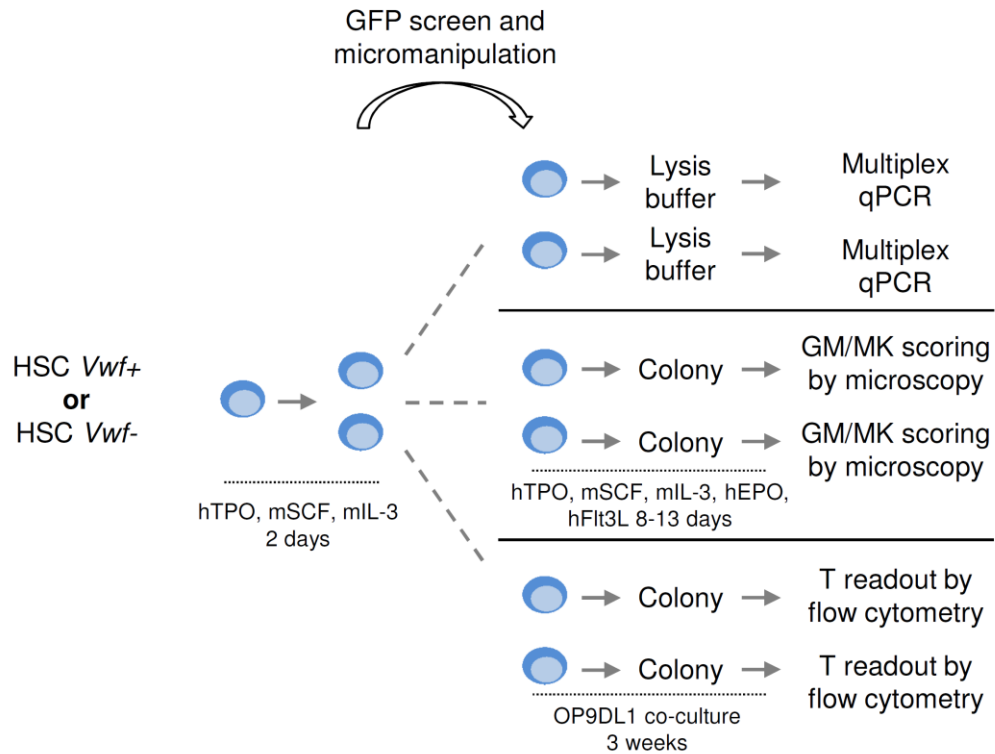 GFP screen and
micromanipulation
Lysis
buffer
Multiplex
qPCR
Lysis
buffer
Multiplex
qPCR
HSC Vwf+
or
HSC Vwf-
hTPO, mSCF, mIL-3
2 days
Colony
GM/MK scoring
by microscopy
Colony
GM/MK scoring
by microscopy
hTPO, mSCF, mIL-3, hEPO,
hFlt3L 8-13 days
Colony
T readout by
flow cytometry
Colony
T readout by
flow cytometry
OP9DL1 co-culture
3 weeks